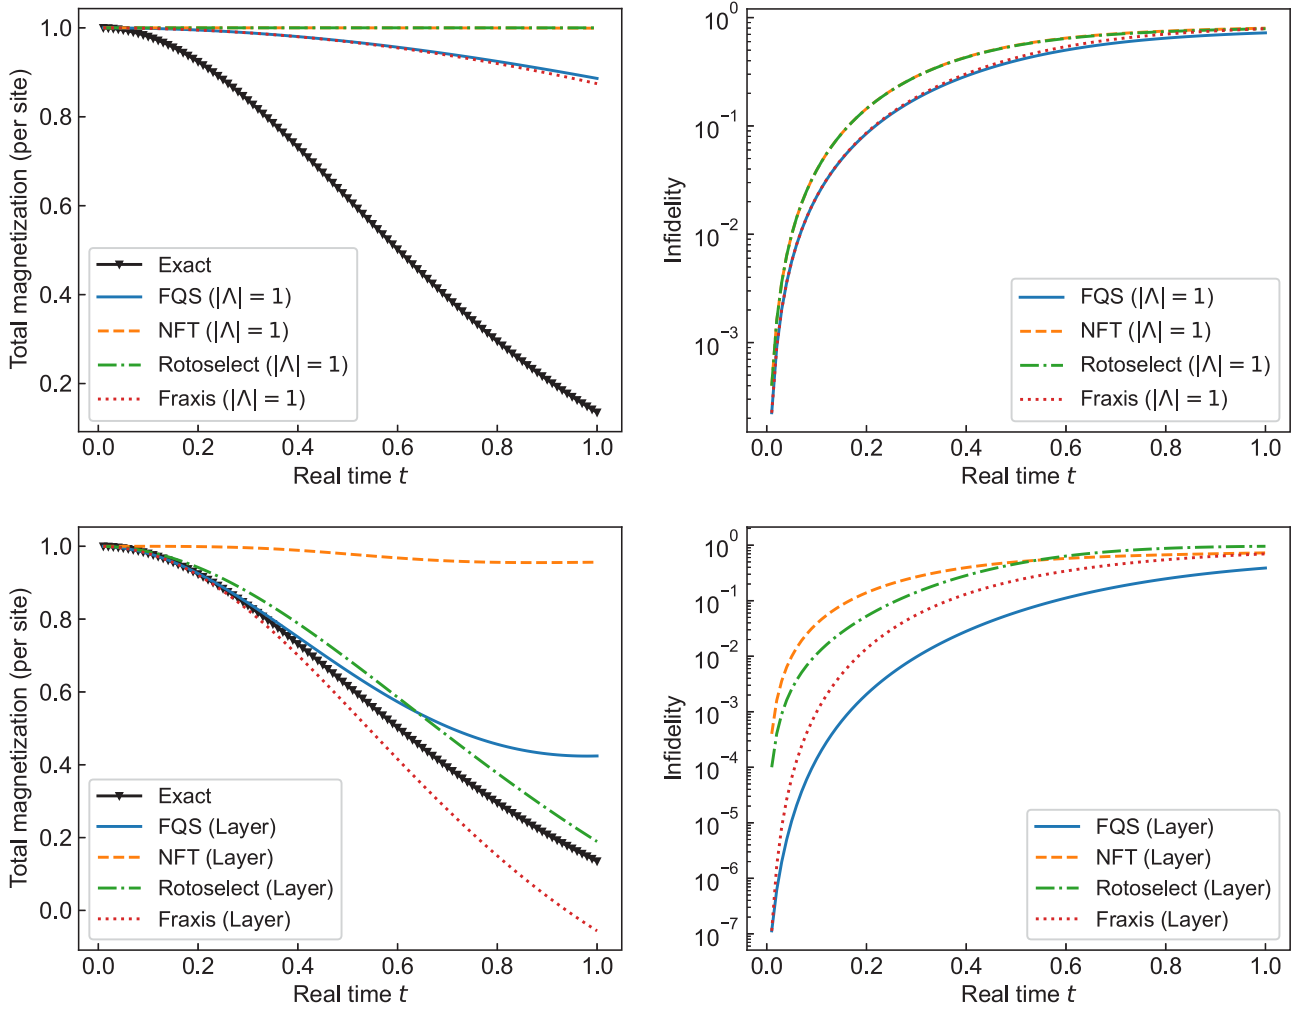 Total magnetization (per site)
1.0
0.8
0.6
0.4
0.2
Exact
FQS (|Λ| = 1)
NFT (|Λ| = 1)
Rotoselect (|Λ| = 1)
Fraxis (|Λ| = 1)
0.0 0.2 0.4 0.6 0.8 1.0
Real time t
Infidelity
10⁰
10⁻¹
10⁻²
10⁻³
FQS (|Λ| = 1)
NFT (|Λ| = 1)
Rotoselect (|Λ| = 1)
Fraxis (|Λ| = 1)
0.0 0.2 0.4 0.6 0.8 1.0
Real time t
Total magnetization (per site)
1.0
0.8
0.6
0.4
0.2
0.0
Exact
FQS (Layer)
NFT (Layer)
Rotoselect (Layer)
Fraxis (Layer)
0.0 0.2 0.4 0.6 0.8 1.0
Real time t
Infidelity
10⁰
10⁻¹
10⁻²
10⁻³
10⁻⁴
10⁻⁵
10⁻⁶
10⁻⁷
FQS (Layer)
NFT (Layer)
Rotoselect (Layer)
Fraxis (Layer)
0.0 0.2 0.4 0.6 0.8 1.0
Real time t